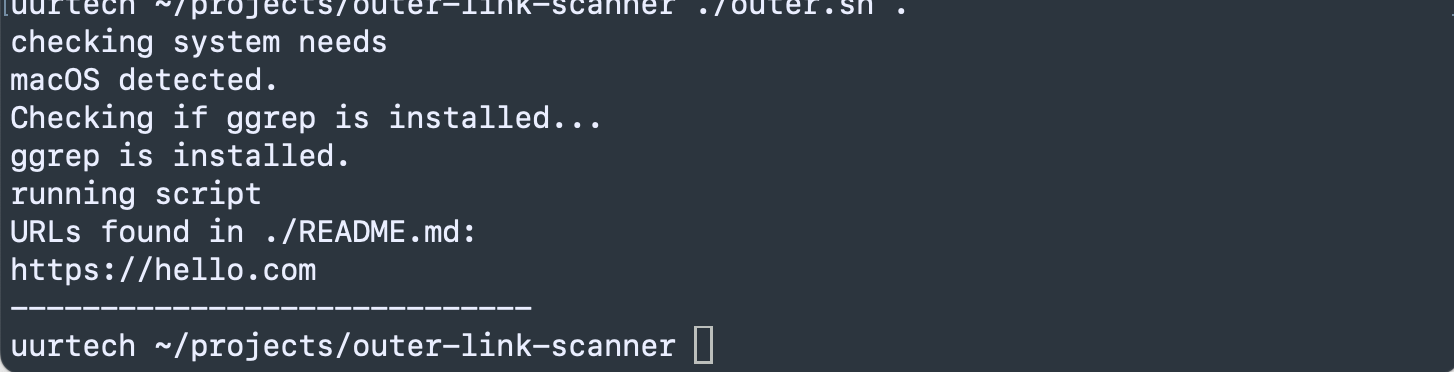 uurtech ~/projects/outer-link-scanner ./outer.sh .
checking system needs
macOS detected.
Checking if ggrep is installed...
ggrep is installed.
running script
URLs found in ./README.md:
https://hello.com
-----------------------------
uurtech ~/projects/outer-link-scanner